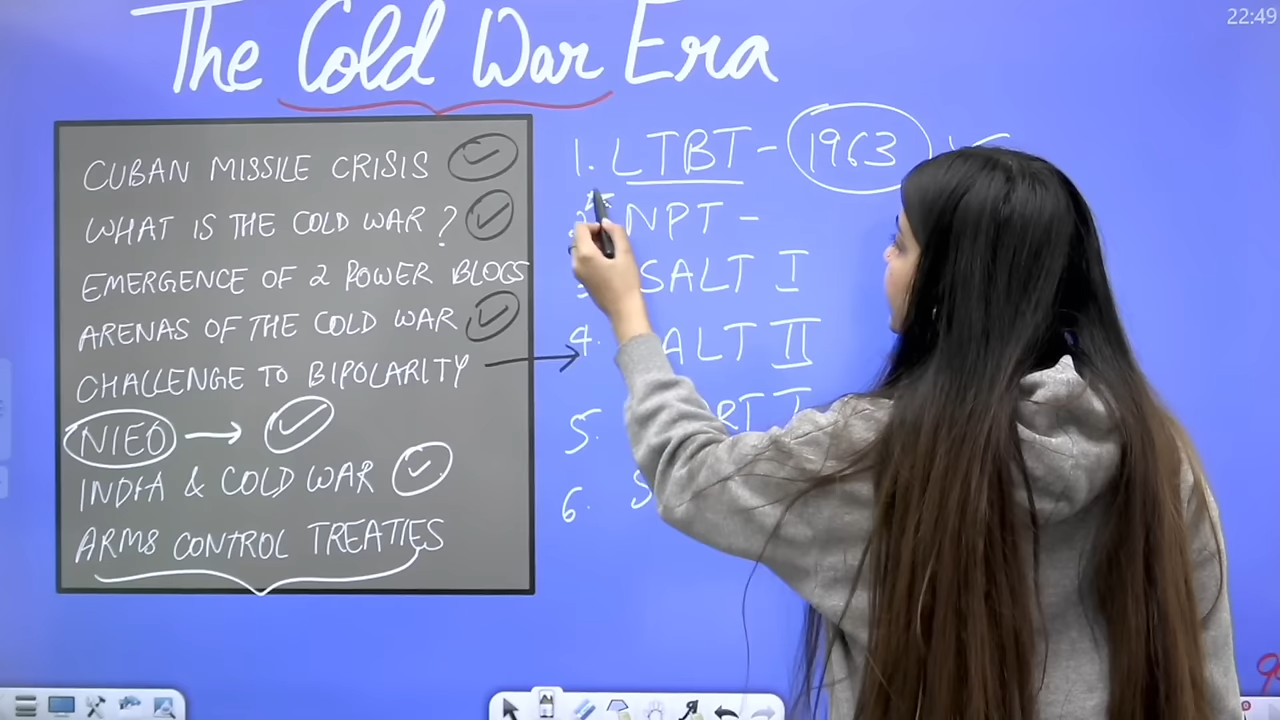 22:49
The Cold War Era
CUBAN MISSILE CRISIS
WHAT IS THE COLD WAR?
EMERGENCE OF 2 POWER BLOCS
ARENAS OF THE COLD WAR
CHALLENGE TO BIPOLARITY
NIEO
INDIA & COLD WAR
ARMS CONTROL TREATIES
1. LTBT - 1963
NPT -
SALT I
4. ALT II
5. RT I
6. S